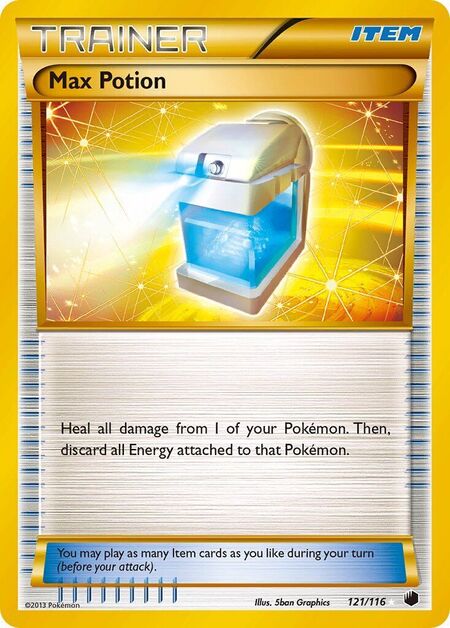 TRAINER
ITEM
Max Potion
Heal all damage from 1 of your Pokémon. Then,
discard all Energy attached to that Pokémon.
You may play as many Item cards as you like during your turn
(before your attack).
©2013 Pokémon
Illus. 5ban Graphics
121/116